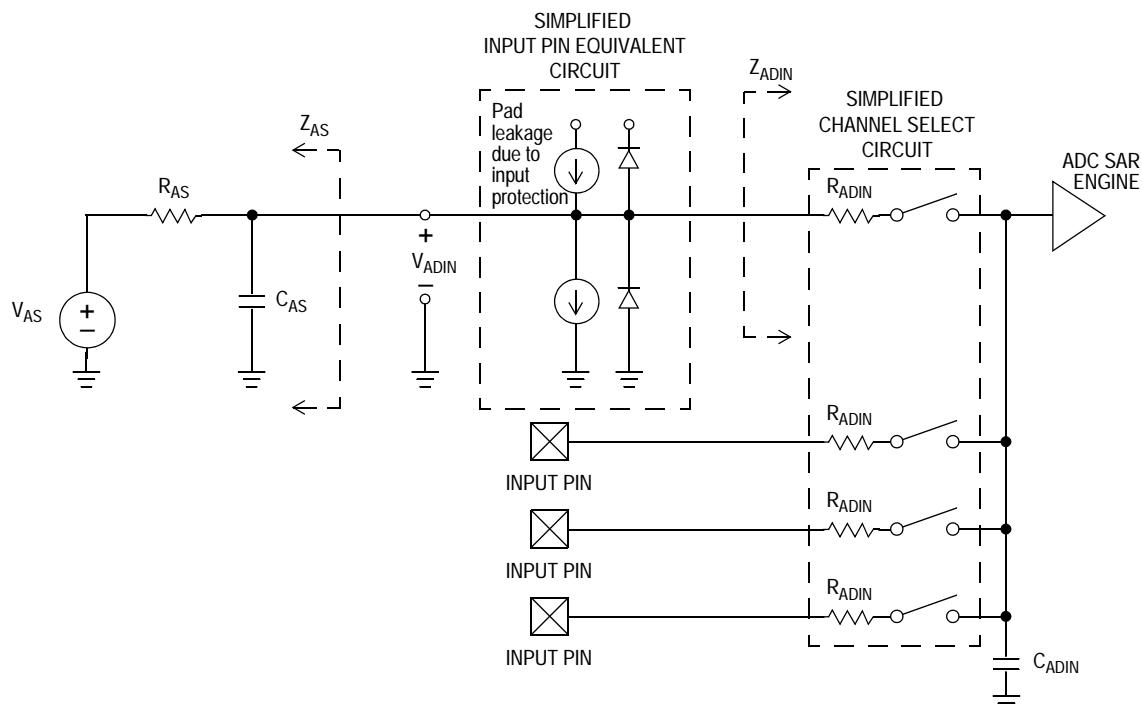 SIMPLIFIED
INPUT PIN EQUIVALENT
CIRCUIT
Z_ADIN
SIMPLIFIED
CHANNEL SELECT
CIRCUIT
Pad
leakage
due to
input
protection
Z_AS
ADC SAR
ENGINE
R_AS
R_ADIN
+
V_ADIN
–
C_AS
V_AS
+
–
R_ADIN
INPUT PIN
R_ADIN
INPUT PIN
R_ADIN
INPUT PIN
C_ADIN